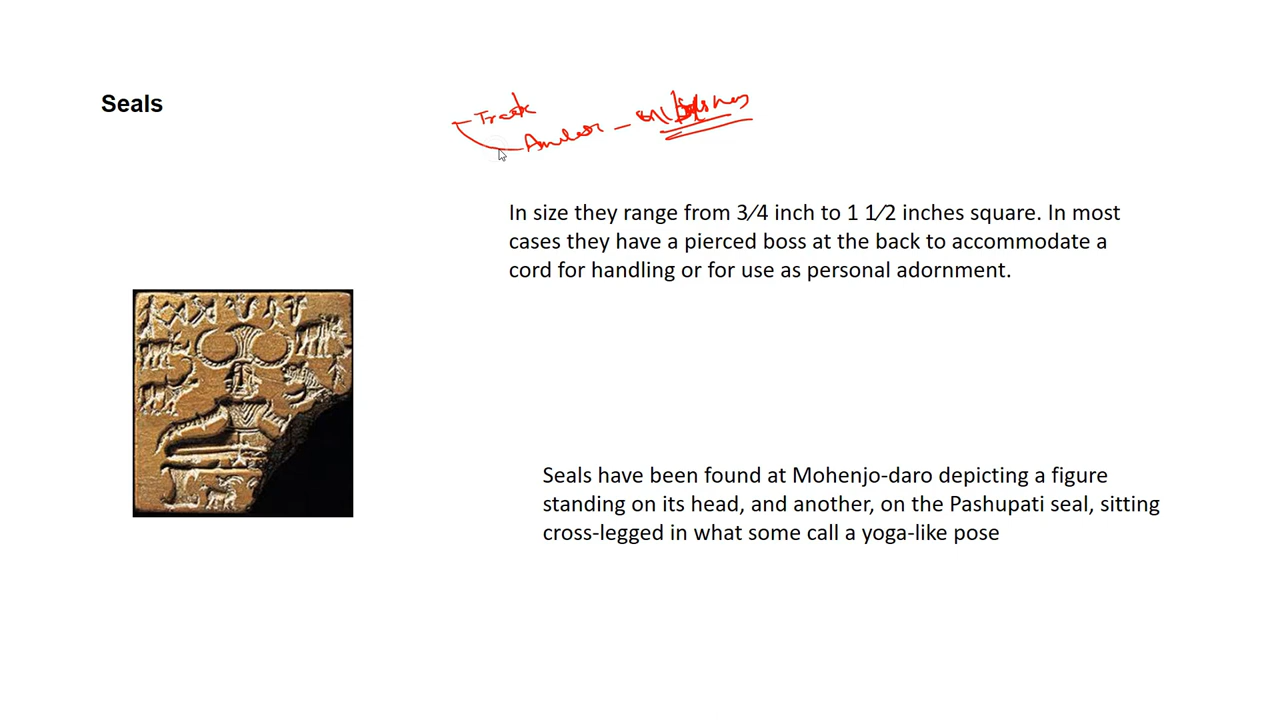 Seals
Trade
Amulet –
In size they range from 3⁄4 inch to 1 1⁄2 inches square. In most
cases they have a pierced boss at the back to accommodate a
cord for handling or for use as personal adornment.
Seals have been found at Mohenjo-daro depicting a figure
standing on its head, and another, on the Pashupati seal, sitting
cross-legged in what some call a yoga-like pose